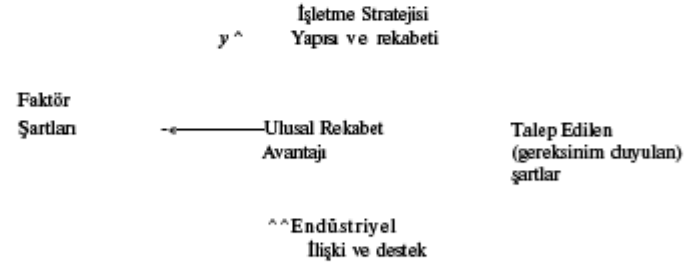 İşletme Stratejisi
y ^ Yapısı ve rekabeti
Faktör
Şartları
Ulusal Rekabet
Avantajı
Talep Edilen
(gereksinim duyulan)
şartlar
^^Endüstriyel
İlişki ve destek